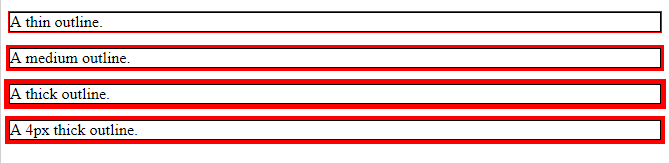 A thin outline.
A medium outline.
A thick outline.
A 4px thick outline.